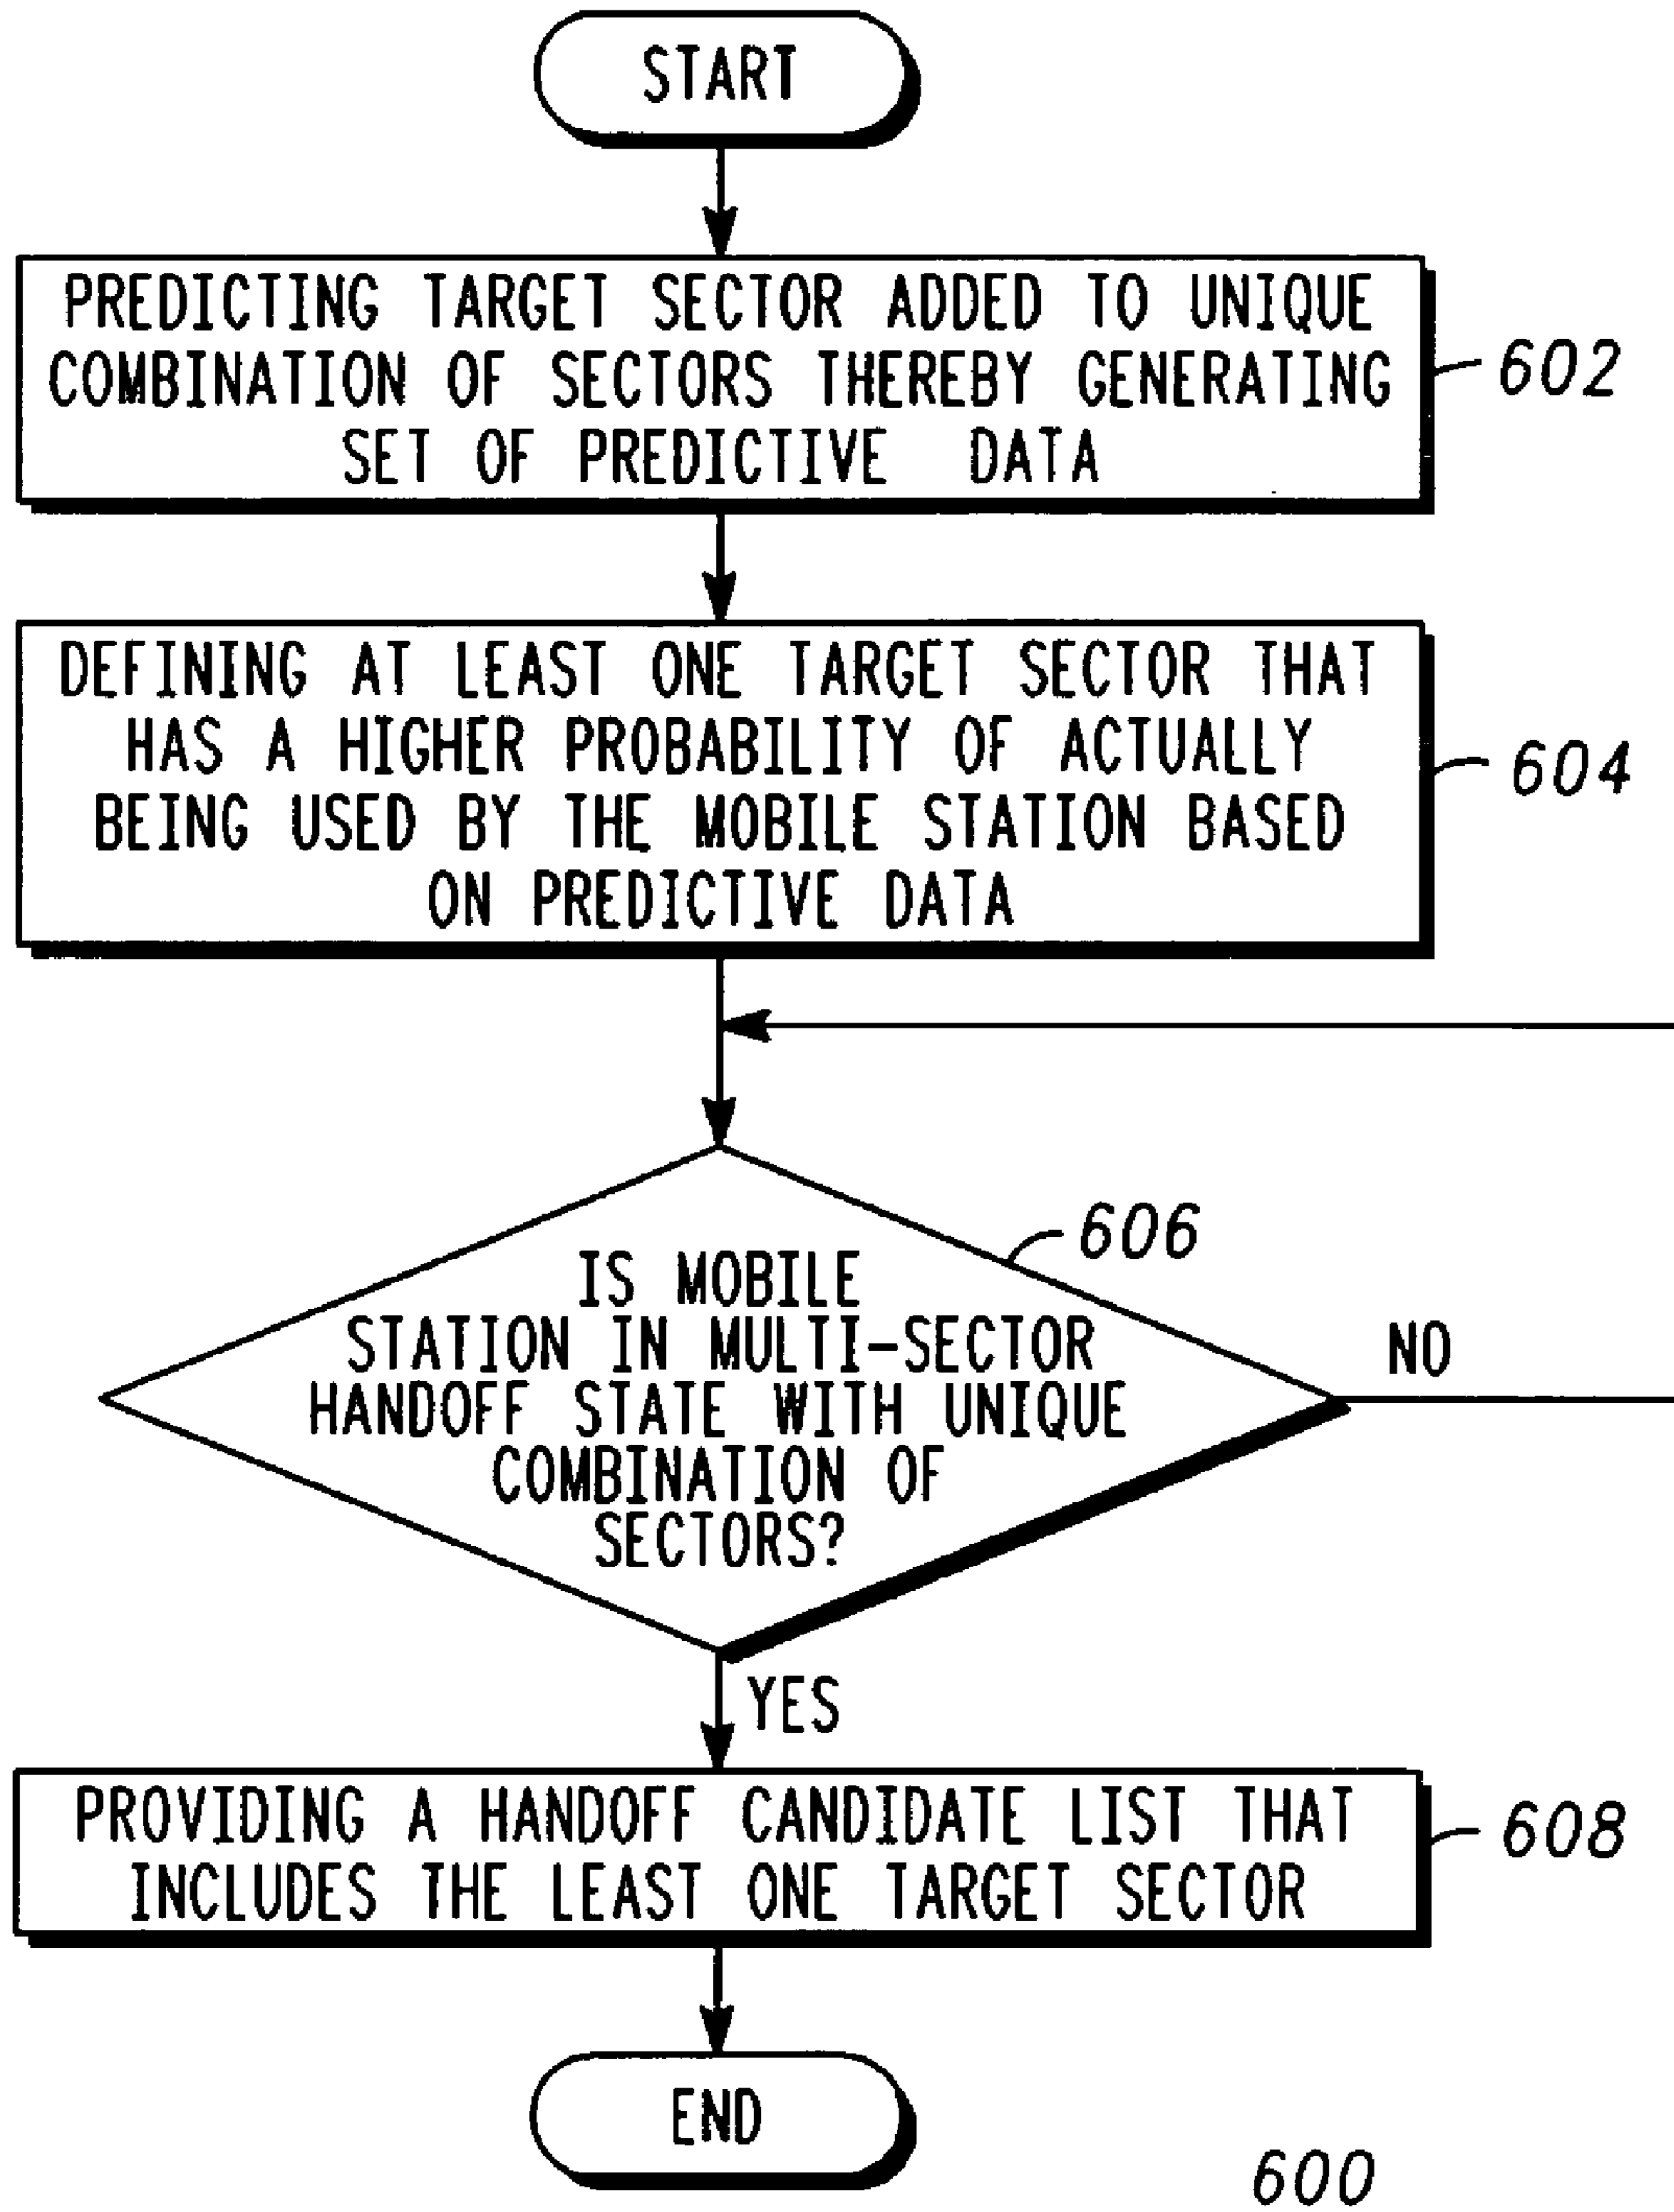 START
PREDICTING TARGET SECTOR ADDED TO UNIQUE
COMBINATION OF SECTORS THEREBY GENERATING
SET OF PREDICTIVE DATA
602
DEFINING AT LEAST ONE TARGET SECTOR THAT
HAS A HIGHER PROBABILITY OF ACTUALLY
BEING USED BY THE MOBILE STATION BASED
ON PREDICTIVE DATA
604
606
IS MOBILE
STATION IN MULTI-SECTOR
HANDOFF STATE WITH UNIQUE
COMBINATION OF
SECTORS?
NO
YES
PROVIDING A HANDOFF CANDIDATE LIST THAT
INCLUDES THE LEAST ONE TARGET SECTOR
608
END
600